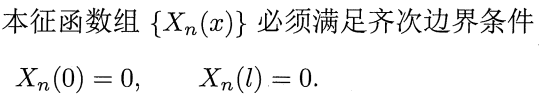 本征函数组 {Xₙ(x)} 必须满足齐次边界条件
Xₙ(0) = 0,  Xₙ(l) = 0.